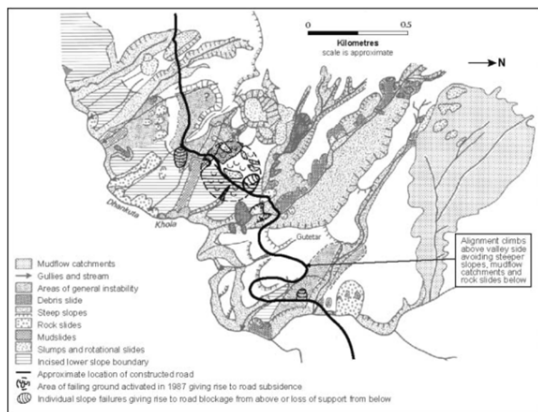 0 0.5
Kilometres
scale is approximate
N
Dhankuta
Khola
Gutetar
Alignment climbs
above valley side
avoiding steeper
slopes, mudflow
catchments and
rock slides below
Mudflow catchments
Gullies and stream
Areas of general instability
Debris slide
Steep slopes
Rock slides
Mudslides
Slumps and rotational slides
Incised lower slope boundary
Approximate location of constructed road
Area of failing ground activated in 1987 giving rise to road subsidence
Individual slope failures giving rise to road blockage from above or loss of support from below